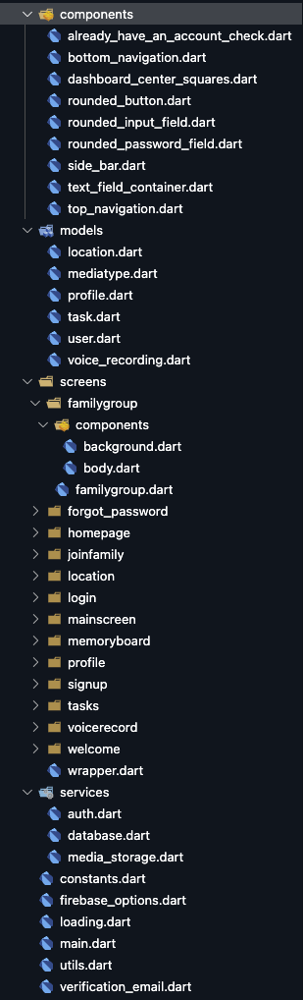 components
already_have_an_account_check.dart
bottom_navigation.dart
dashboard_center_squares.dart
rounded_button.dart
rounded_input_field.dart
rounded_password_field.dart
side_bar.dart
text_field_container.dart
top_navigation.dart
models
location.dart
mediatype.dart
profile.dart
task.dart
user.dart
voice_recording.dart
screens
familygroup
components
background.dart
body.dart
familygroup.dart
forgot_password
homepage
joinfamily
location
login
mainscreen
memoryboard
profile
signup
tasks
voicerecord
welcome
wrapper.dart
services
auth.dart
database.dart
media_storage.dart
constants.dart
firebase_options.dart
loading.dart
main.dart
utils.dart
verification_email.dart